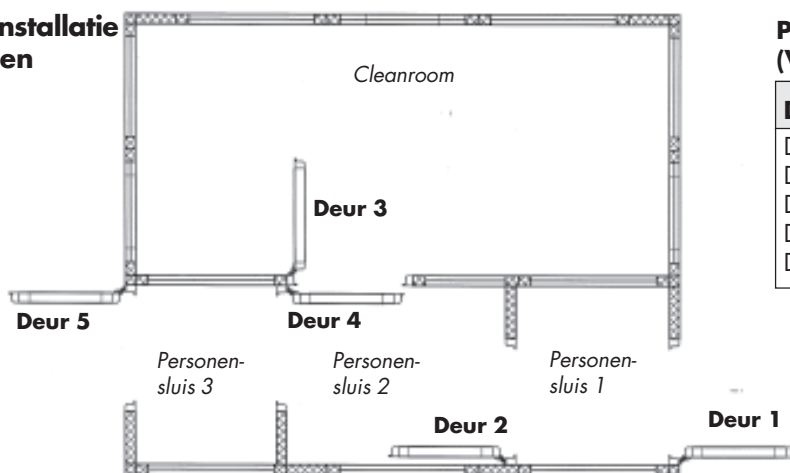 nstallatie
en
Cleanroom
Deur 3
Deur 5
Deur 4
Personen-
sluis 3
Personen-
sluis 2
Personen-
sluis 1
Deur 2
Deur 1
P
(V
D
D
D
D
D
D